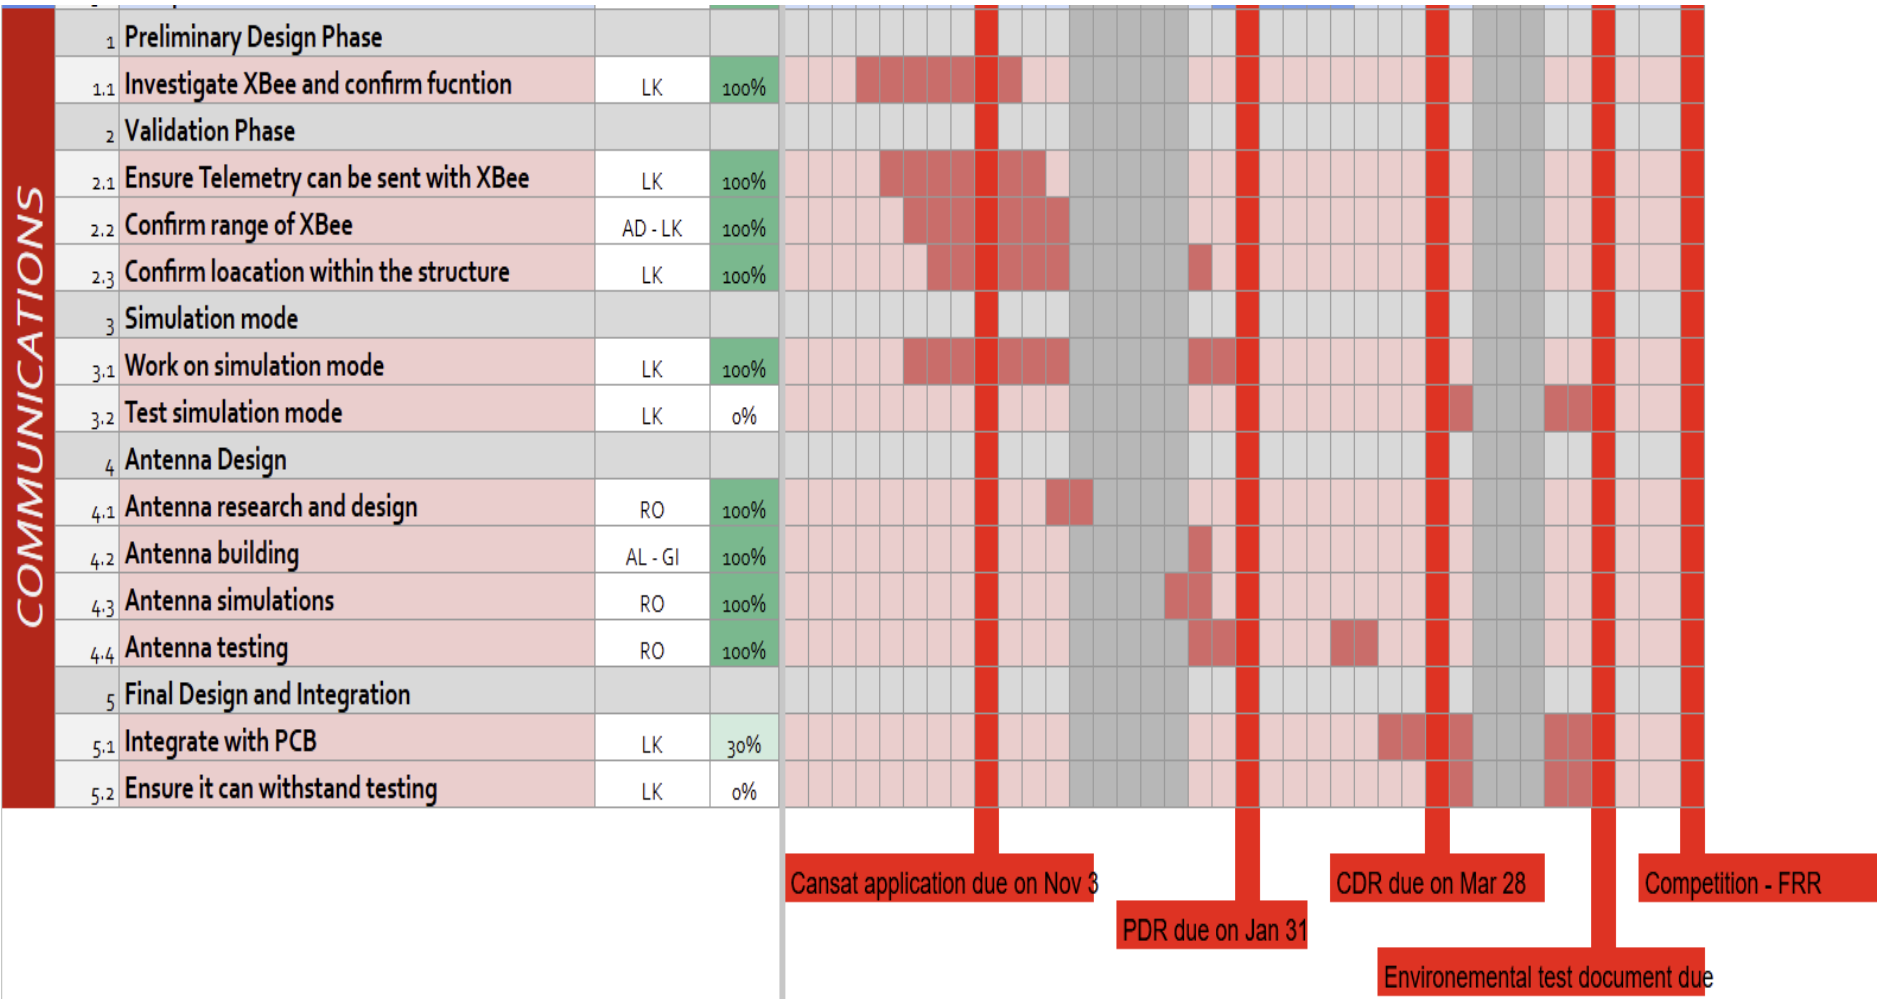 COMMUNICATIONS
1 Preliminary Design Phase
1.1 Investigate XBee and confirm fucntion LK 100%
2 Validation Phase
2.1 Ensure Telemetry can be sent with XBee LK 100%
2.2 Confirm range of XBee AD - LK 100%
2.3 Confirm loacation within the structure LK 100%
3 Simulation mode
3.1 Work on simulation mode LK 100%
3.2 Test simulation mode LK 0%
4 Antenna Design
4.1 Antenna research and design RO 100%
4.2 Antenna building AL - GI 100%
4.3 Antenna simulations RO 100%
4.4 Antenna testing RO 100%
5 Final Design and Integration
5.1 Integrate with PCB LK 30%
5.2 Ensure it can withstand testing LK 0%
Cansat application due on Nov 3
CDR due on Mar 28
Competition - FRR
PDR due on Jan 31
Environemental test document due